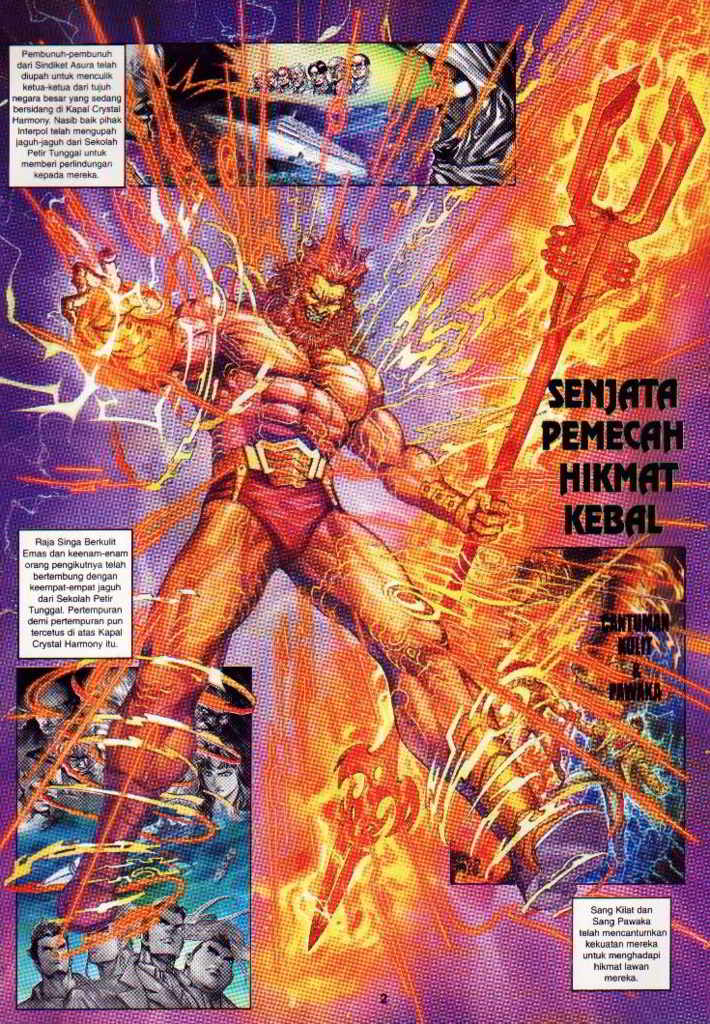 Pembunuh-pembunuh
dari Sindiket Asura telah
diupah untuk menculik
ketua-ketua dari tujuh
negara besar yang sedang
bersidang di Kapal Crystal
Harmony. Nasib baik pihak
Interpol telah mengupah
jaguh-jaguh dari Sekolah
Petir Tunggal untuk
memberi perlindungan
kepada mereka.
SENJATA
PEMECAH
HIKMAT
KEBAL
Raja Singa Berkulit
Emas dan keenam-enam
orang pengikutnya telah
bertembung dengan
keempat-empat jaguh
dari Sekolah Petir
Tunggal. Pertempuran
demi pertempuran pun
tercetus di atas Kapal
Crystal Harmony itu.
CANTUMAN
KULIT
&
PAWAKA
Sang Kilat dan
Sang Pawaka
telah mencantumkan
kekuatan mereka
untuk menghadapi
hikmat lawan
mereka.
2